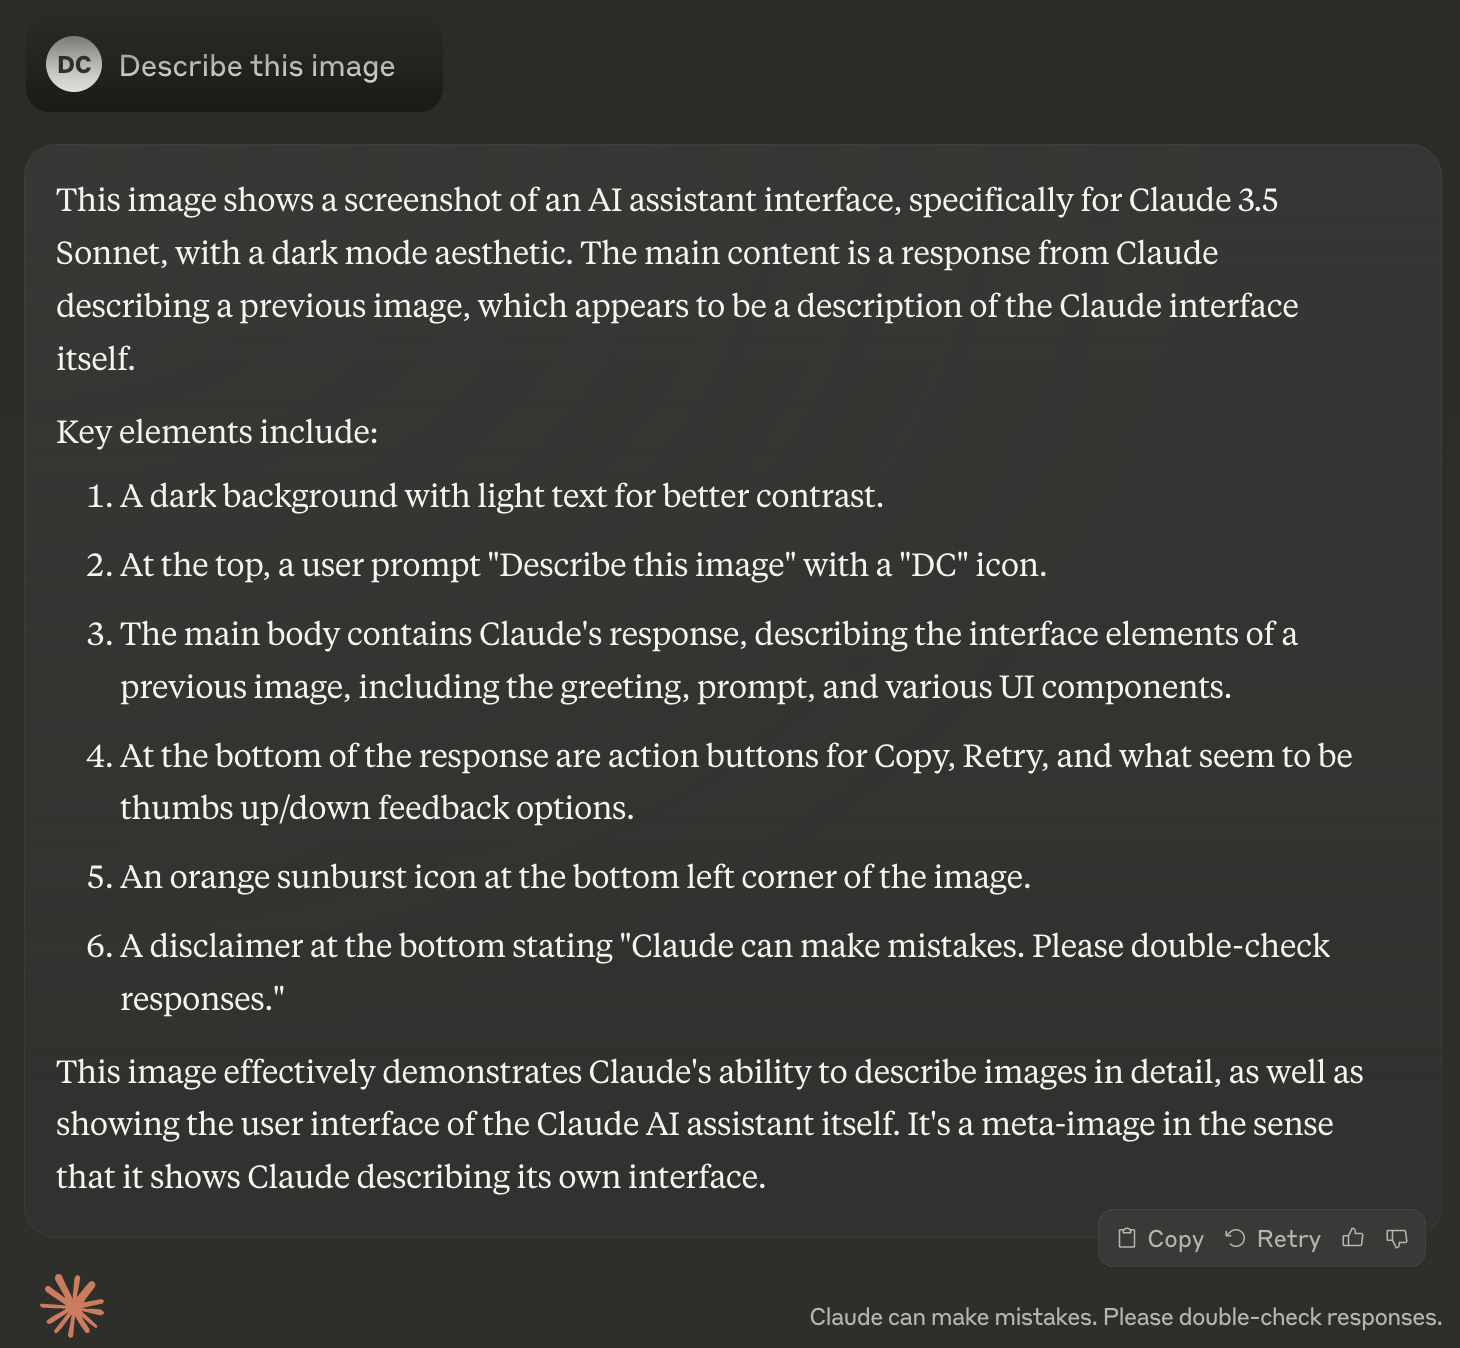 DC Describe this image
This image shows a screenshot of an AI assistant interface, specifically for Claude 3.5
Sonnet, with a dark mode aesthetic. The main content is a response from Claude
describing a previous image, which appears to be a description of the Claude interface
itself.
Key elements include:
1. A dark background with light text for better contrast.
2. At the top, a user prompt "Describe this image" with a "DC" icon.
3. The main body contains Claude's response, describing the interface elements of a
previous image, including the greeting, prompt, and various UI components.
4. At the bottom of the response are action buttons for Copy, Retry, and what seem to be
thumbs up/down feedback options.
5. An orange sunburst icon at the bottom left corner of the image.
6. A disclaimer at the bottom stating "Claude can make mistakes. Please double-check
responses."
This image effectively demonstrates Claude's ability to describe images in detail, as well as
showing the user interface of the Claude AI assistant itself. It's a meta-image in the sense
that it shows Claude describing its own interface.
Copy Retry
Claude can make mistakes. Please double-check responses.